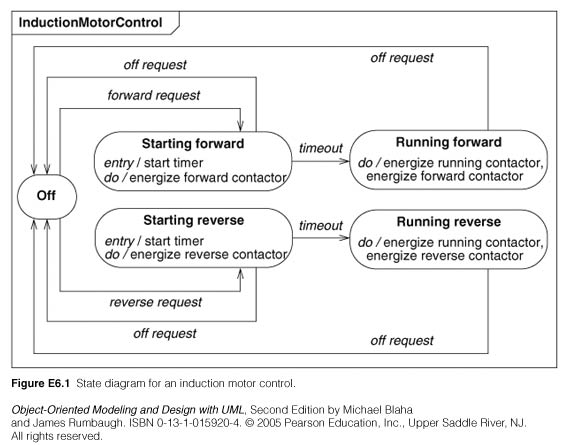 InductionMotorControl
off request
off request
forward request
Starting forward
entry / start timer
do / energize forward contactor
timeout
Running forward
do / energize running contactor,
energize forward contactor
Off
Starting reverse
entry / start timer
do / energize reverse contactor
timeout
Running reverse
do / energize running contactor,
energize reverse contactor
reverse request
off request
off request
Figure E6.1 State diagram for an induction motor control.
Object-Oriented Modeling and Design with UML, Second Edition by Michael Blaha
and James Rumbaugh. ISBN 0-13-1-015920-4. © 2005 Pearson Education, Inc., Upper Saddle River, NJ.
All rights reserved.